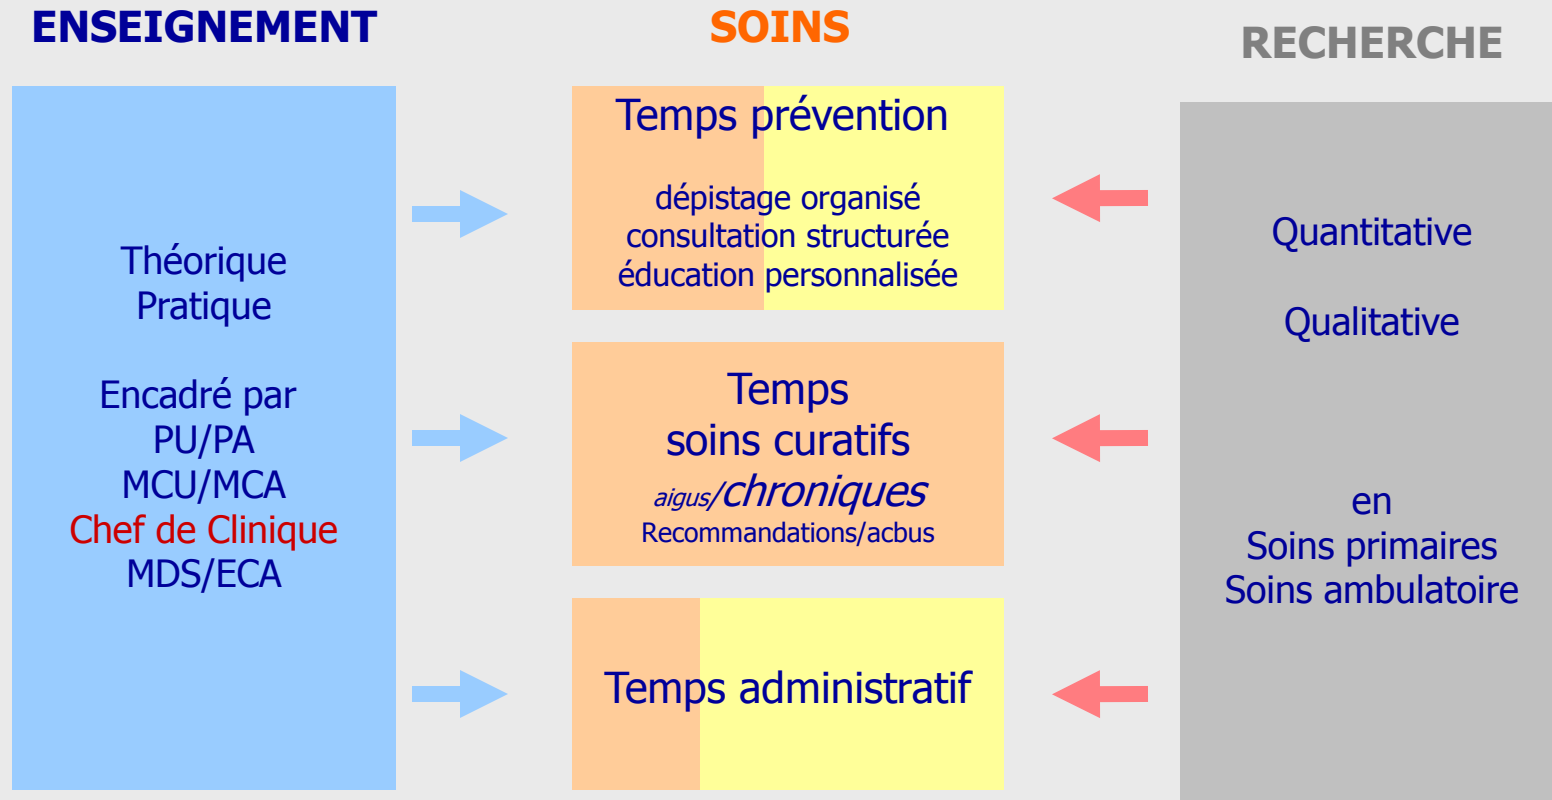 ENSEIGNEMENT
Théorique
Pratique
Encadré par
PU/PA
MCU/MCA
Chef de Clinique
MDS/ECA
SOINS
Temps prévention
dépistage organisé
consultation structurée
éducation personnalisée
Temps
soins curatifs
aigus/chroniques
Recommandations/acbus
Temps administratif
RECHERCHE
Quantitative
Qualitative
en
Soins primaires
Soins ambulatoire